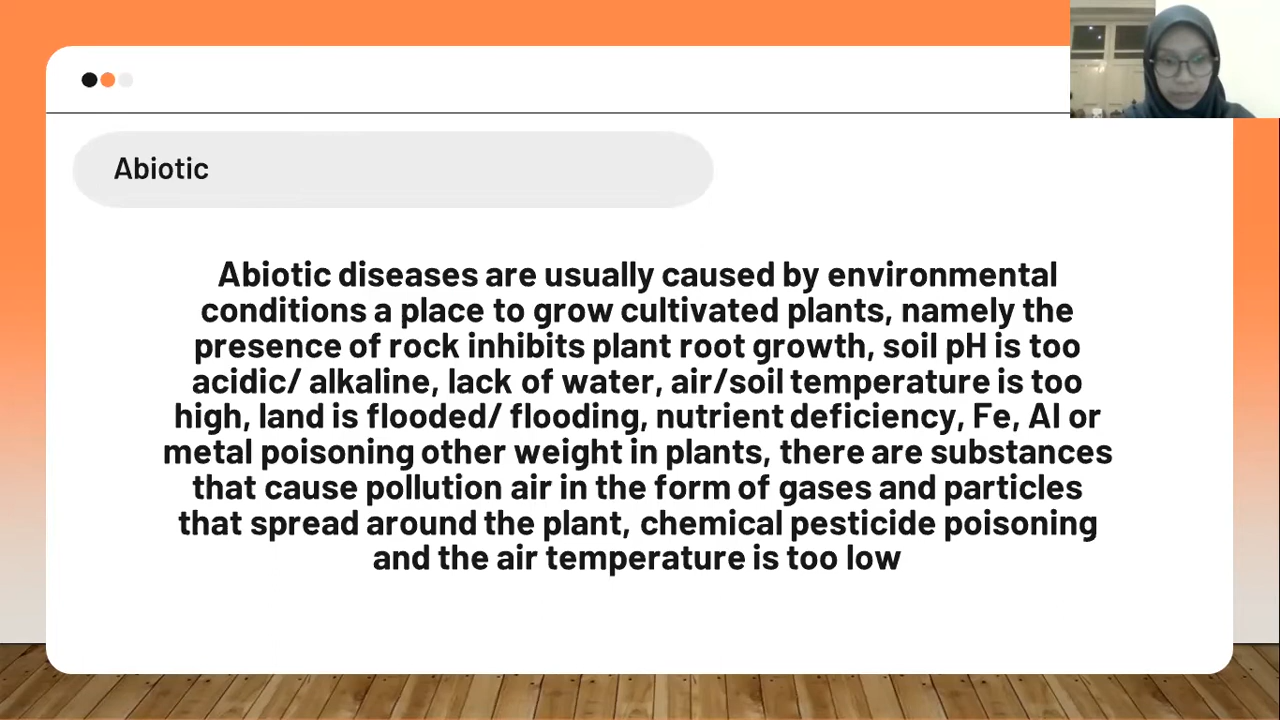 Abiotic
Abiotic diseases are usually caused by environmental
conditions a place to grow cultivated plants, namely the
presence of rock inhibits plant root growth, soil pH is too
acidic/ alkaline, lack of water, air/soil temperature is too
high, land is flooded/ flooding, nutrient deficiency, Fe, Al or
metal poisoning other weight in plants, there are substances
that cause pollution air in the form of gases and particles
that spread around the plant, chemical pesticide poisoning
and the air temperature is too low